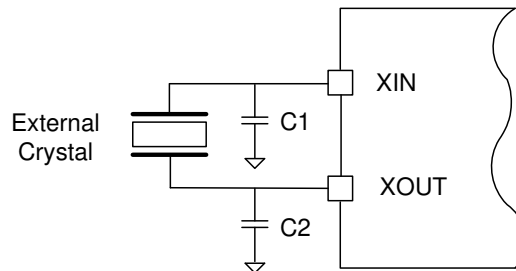 XIN
External
Crystal
C1
XOUT
C2